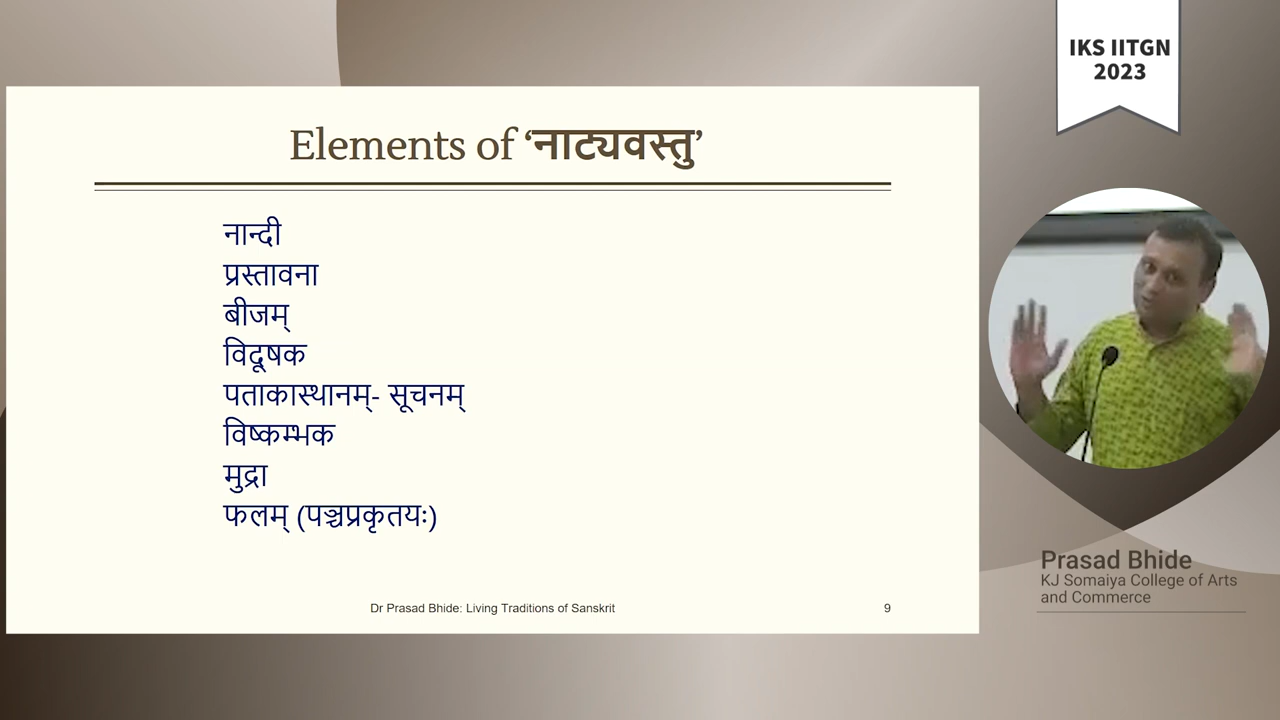 IKS IITGN
2023
Elements of ‘नाट्यवस्तु’
नान्दी
प्रस्तावना
बीजम्
विदूषक
पताकास्थानम्- सूचनम्
विष्कम्भक
मुद्रा
फलम् (पञ्चप्रकृतयः)
Dr Prasad Bhide: Living Traditions of Sanskrit
9
Prasad Bhide
KJ Somaiya College of Arts
and Commerce